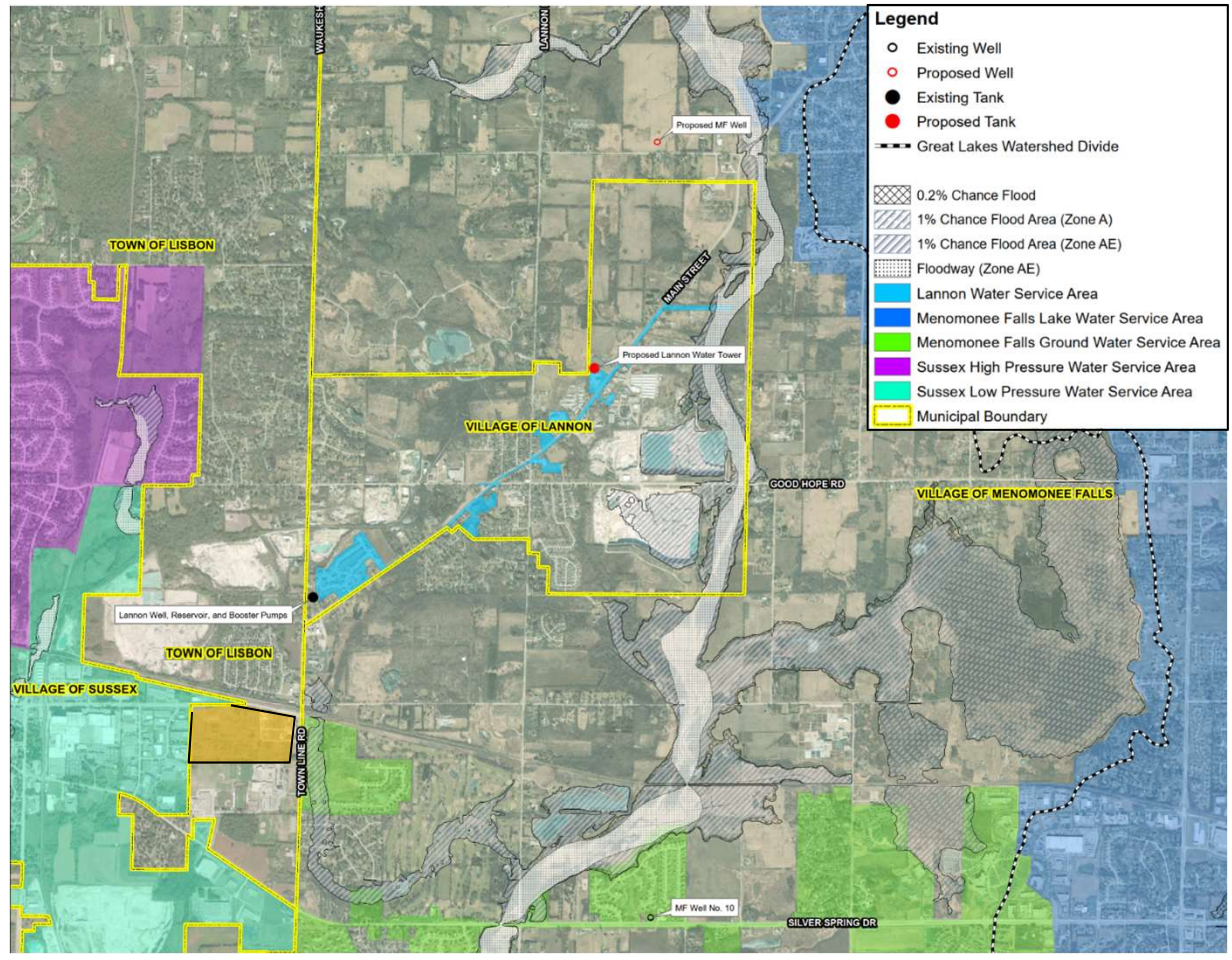 WAUKESH
LANNON
Legend
Existing Well
Proposed Well
Existing Tank
Proposed Tank
Great Lakes Watershed Divide
0.2% Chance Flood
1% Chance Flood Area (Zone A)
1% Chance Flood Area (Zone AE)
Floodway (Zone AE)
Lannon Water Service Area
Menomonee Falls Lake Water Service Area
Menomonee Falls Ground Water Service Area
Sussex High Pressure Water Service Area
Sussex Low Pressure Water Service Area
Municipal Boundary
Proposed MF Well
TOWN OF LISBON
MAIN STREET
Proposed Lannon Water Tower
VILLAGE OF LANNON
GOOD HOPE RD
VILLAGE OF MENOMONEE FALLS
Lannon Well, Reservoir, and Booster Pumps
TOWN OF LISBON
VILLAGE OF SUSSEX
TOWN LINE RD
MF Well No. 10
SILVER SPRING DR